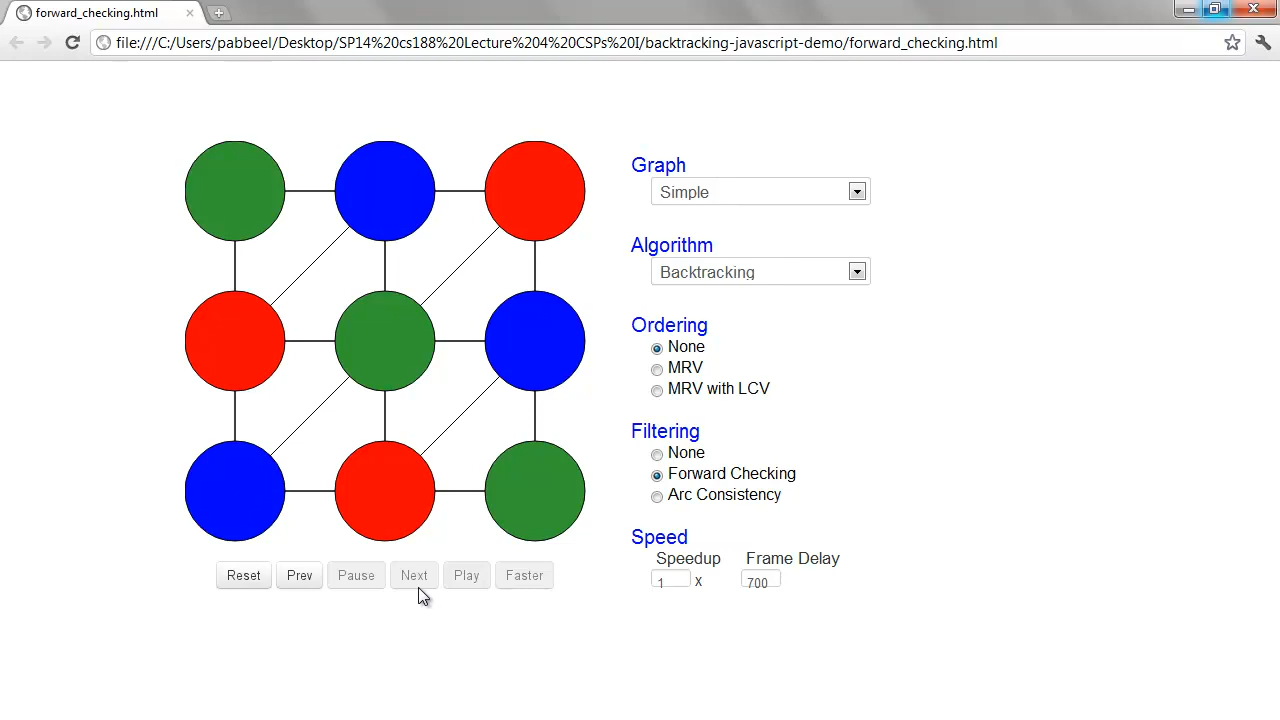 forward_checking.html
file:///C:/Users/pabbeel/Desktop/SP14%20cs188%20Lecture%204%20CSPs%20I/backtracking-javascript-demo/forward_checking.html
Graph
Simple
Algorithm
Backtracking
Ordering
None
MRV
MRV with LCV
Filtering
None
Forward Checking
Arc Consistency
Speed
Speedup Frame Delay
1 x 700
Reset Prev Pause Next Play Faster